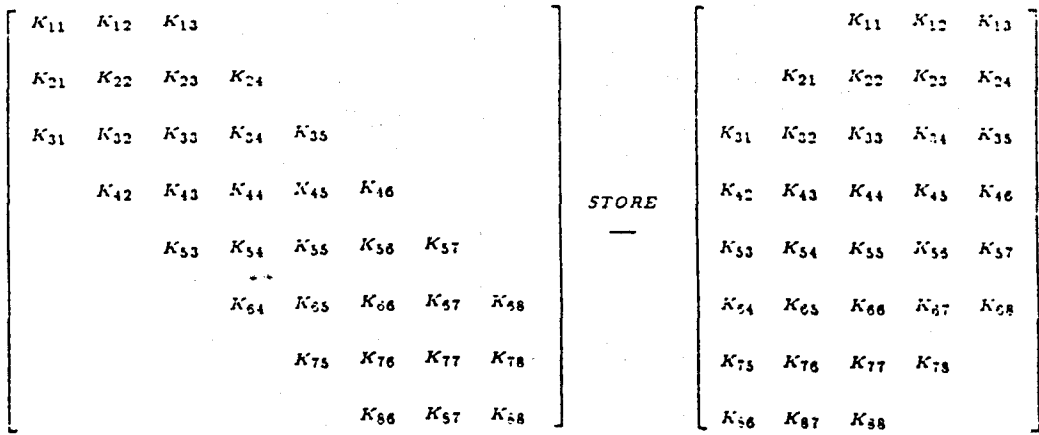 K11 K12 K13
K21 K22 K23 K24
K31 K32 K33 K34 K35
K42 K43 K44 K45 K46
K53 K54 K55 K56 K57
K64 K65 K66 K67 K68
K75 K76 K77 K78
K86 K87 K88
STORE
K11 K12 K13
K21 K22 K23 K24
K31 K32 K33 K34 K35
K42 K43 K44 K45 K46
K53 K54 K55 K56 K57
K64 K65 K66 K67 K68
K75 K76 K77 K78
K86 K87 K88